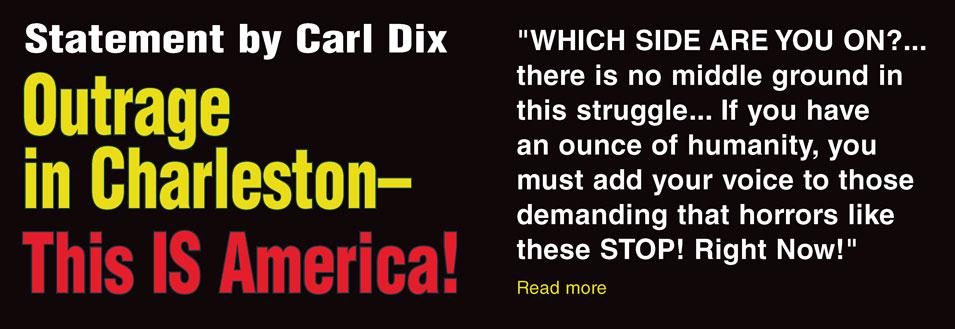 Statement by Carl Dix
Outrage
in Charleston–
This IS America!
"WHICH SIDE ARE YOU ON?...
there is no middle ground in
this struggle... If you have
an ounce of humanity, you
must add your voice to those
demanding that horrors like
these STOP! Right Now!"
Read more